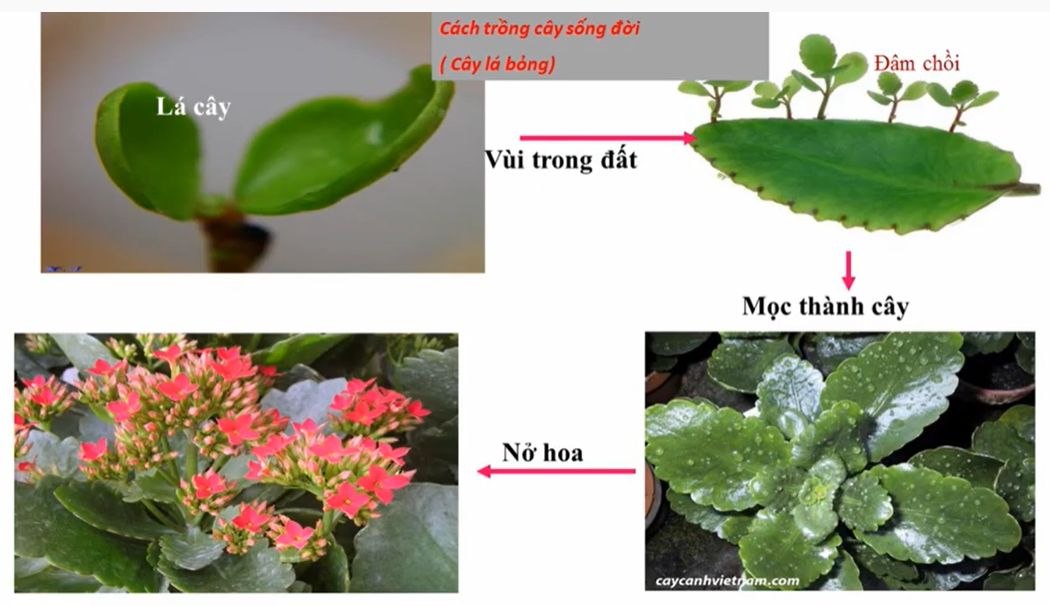 Cách trồng cây sống đời
( Cây lá bỏng)
Lá cây
Đâm chồi
Vùi trong đất
Mọc thành cây
Nở hoa
caycanhvietnam.com